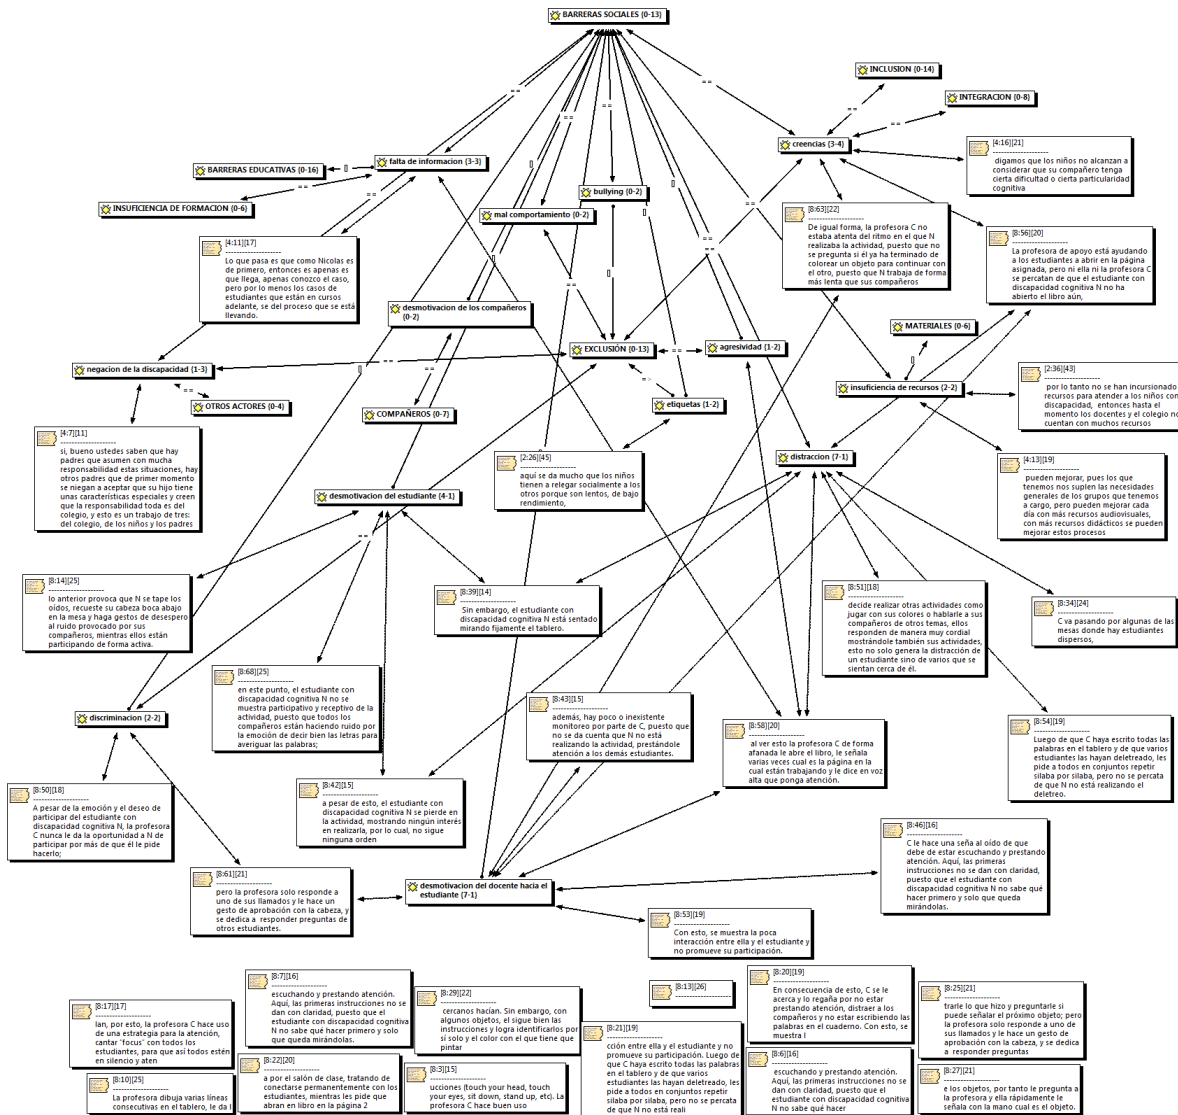 BARRERAS SOCIALES {0-13}
INCLUSION {0-14}
INTEGRACION {0-8}
creencias {3-4}
[4:16][21]
--------------------
digamos que los niños no alcanzan a
considerar que su compañero tenga
cierta dificultad o cierta particularidad
cognitiva
falta de informacion {3-3}
BARRERAS EDUCATIVAS {0-16}
INSUFICIENCIA DE FORMACION {0-6}
bullying {0-2}
mal comportamiento {0-2}
[8:63][22]
--------------------
De igual forma, la profesora C no
estaba atenta del ritmo en el que N
realizaba la actividad, puesto que no
se pregunta si él ya ha terminado de
colorear un objeto para continuar con
el otro, puesto que N trabaja de forma
más lenta que sus compañeros
[8:56][20]
--------------------
La profesora de apoyo está ayudando
a los estudiantes a abrir en la página
asignada, pero ni ella ni la profesora C
se percatan de que el estudiante con
discapacidad cognitiva N no ha
abierto el libro aún,
[4:11][17]
--------------------
Lo que pasa es que como Nicolas es
de primero, entonces es apenas es
que llega, apenas conozco el caso,
pero por lo menos los casos de
estudiantes que están en cursos
adelante, se del proceso que se está
llevando.
desmotivacion de los compañeros
{0-2}
MATERIALES {0-6}
EXCLUSIÓN {0-13}
agresividad {1-2}
negacion de la discapacidad {1-3}
OTROS ACTORES {0-4}
COMPAÑEROS {0-7}
etiquetas {1-2}
insuficiencia de recursos {2-2}
[2:36][43]
--------------------
por lo tanto no se han incursionado
recursos para atender a los niños con
discapacidad, entonces hasta el
momento los docentes y el colegio no
cuentan con muchos recursos
[4:7][11]
--------------------
si, bueno ustedes saben que hay
padres que asumen con mucha
responsabilidad estas situaciones, hay
otros padres que de primer momento
se niegan a aceptar que su hijo tiene
unas características especiales y creen
que la responsabilidad toda es del
colegio, y esto es un trabajo de tres:
del colegio, de los niños y los padres
[2:26][45]
--------------------
aquí se da mucho que los niños
tienen a relegar socialmente a los
otros porque son lentos, de bajo
rendimiento,
distraccion {7-1}
[4:13][19]
--------------------
pueden mejorar, pues los que
tenemos nos suplen las necesidades
generales de los grupos que tenemos
a cargo, pero pueden mejorar cada
día con más recursos audiovisuales,
con más recursos didácticos se pueden
mejorar estos procesos
desmotivacion del estudiante {4-1}
[8:14][25]
--------------------
lo anterior provoca que N se tape los
oídos, recueste su cabeza boca abajo
en la mesa y haga gestos de desespero
al ruido provocado por sus
compañeros, mientras ellos están
participando de forma activa.
[8:39][14]
--------------------
Sin embargo, el estudiante con
discapacidad cognitiva N está sentado
mirando fijamente el tablero.
[8:51][18]
--------------------
decide realizar otras actividades como
jugar con sus colores o hablarle a sus
compañeros de otros temas, ellos
responden de manera muy cordial
mostrándole también sus actividades,
esto no solo genera la distracción de
un estudiante sino de varios que se
sientan cerca de él.
[8:34][24]
--------------------
C va pasando por algunas de las
mesas donde hay estudiantes
dispersos,
[8:68][25]
--------------------
en este punto, el estudiante con
discapacidad cognitiva N no se
muestra participativo y receptivo de la
actividad, puesto que todos los
compañeros están haciendo ruido por
la emoción de decir bien las letras para
averiguar las palabras;
[8:43][15]
--------------------
además, hay poco o inexistente
monitoreo por parte de C, puesto que
no se da cuenta que N no está
realizando la actividad, prestándole
atención a los demás estudiantes.
discriminacion {2-2}
[8:58][20]
--------------------
al ver esto la profesora C de forma
afanada le abre el libro, le señala
varias veces cual es la página en la
cual están trabajando y le dice en voz
alta que ponga atención.
[8:54][19]
--------------------
Luego de que C haya escrito todas las
palabras en el tablero y de que varios
estudiantes las hayan deletreado, les
pide a todos en conjuntos repetir
silaba por silaba, pero no se percata
de que N no está realizando el
deletreo.
[8:50][18]
--------------------
A pesar de la emoción y el deseo de
participar del estudiante con
discapacidad cognitiva N, la profesora
C nunca le da la oportunidad a N de
participar por más de que él le pide
hacerlo;
[8:42][15]
--------------------
a pesar de esto, el estudiante con
discapacidad cognitiva N se pierde en
la actividad, mostrando ningún interés
en realizarla, por lo cual, no sigue
ninguna orden
[8:46][16]
--------------------
C le hace una seña al oído de que
debe de estar escuchando y prestando
atención. Aquí, las primeras
instrucciones no se dan con claridad,
puesto que el estudiante con
discapacidad cognitiva N no sabe qué
hacer primero y solo que queda
mirándolas.
[8:61][21]
--------------------
pero la profesora solo responde a
uno de sus llamados y le hace un
gesto de aprobación con la cabeza, y
se dedica a responder preguntas de
otros estudiantes.
desmotivacion del docente hacia el
estudiante {7-1}
[8:53][19]
--------------------
Con esto, se muestra la poca
interacción entre ella y el estudiante y
no promueve su participación.
[8:17][17]
--------------------
lan, por esto, la profesora C hace uso
de una estrategia para la atención,
cantar "focus" con todos los
estudiantes, para que así todos estén
en silencio y aten
[8:7][16]
--------------------
escuchando y prestando atención.
Aquí, las primeras instrucciones no se
dan con claridad, puesto que el
estudiante con discapacidad cognitiva
N no sabe qué hacer primero y solo
que queda mirándolas.
[8:29][22]
--------------------
cercanos hacían. Sin embargo, con
algunos objetos, el sigue bien las
instrucciones y logra identificarlos por
sí solo y el color con el que tiene que
pintar
[8:13][26]
--------------------
[8:20][19]
--------------------
En consecuencia de esto, C se le
acerca y lo regaña por no estar
prestando atención, distraer a los
compañeros y no estar escribiendo las
palabras en el cuaderno. Con esto, se
muestra l
[8:25][21]
--------------------
trarle lo que hizo y preguntarle si
puede señalar el próximo objeto; pero
la profesora solo responde a uno de
sus llamados y le hace un gesto de
aprobación con la cabeza, y se dedica
a responder preguntas
[8:10][25]
--------------------
La profesora dibuja varias líneas
consecutivas en el tablero, le da l
[8:22][20]
--------------------
a por el salón de clase, tratando de
conectarse permanentemente con los
estudiantes, mientras les pide que
abran en libro en la página 2
[8:3][15]
--------------------
ucciones (touch your head, touch
your eyes, sit down, stand up, etc). La
profesora C hace buen uso
[8:21][19]
--------------------
cción entre ella y el estudiante y no
promueve su participación. Luego de
que C haya escrito todas las palabras
en el tablero y de que varios
estudiantes las hayan deletreado, les
pide a todos en conjuntos repetir
silaba por silaba, pero no se percata
de que N no está reali
[8:6][16]
--------------------
escuchando y prestando atención.
Aquí, las primeras instrucciones no se
dan con claridad, puesto que el
estudiante con discapacidad cognitiva
N no sabe qué hacer
[8:27][21]
--------------------
e los objetos, por tanto le pregunta a
la profesora y ella rápidamente le
señala con la mano cual es el objeto.